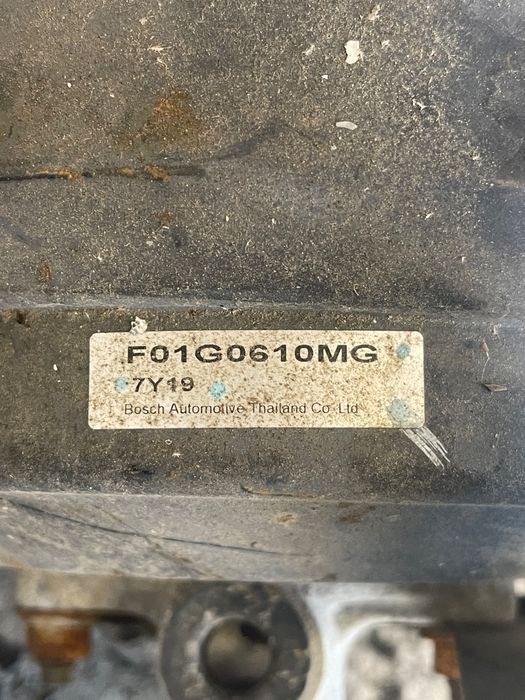 F01G0610MG
7Y19
Bosch Automotive Thailand Co. Ltd